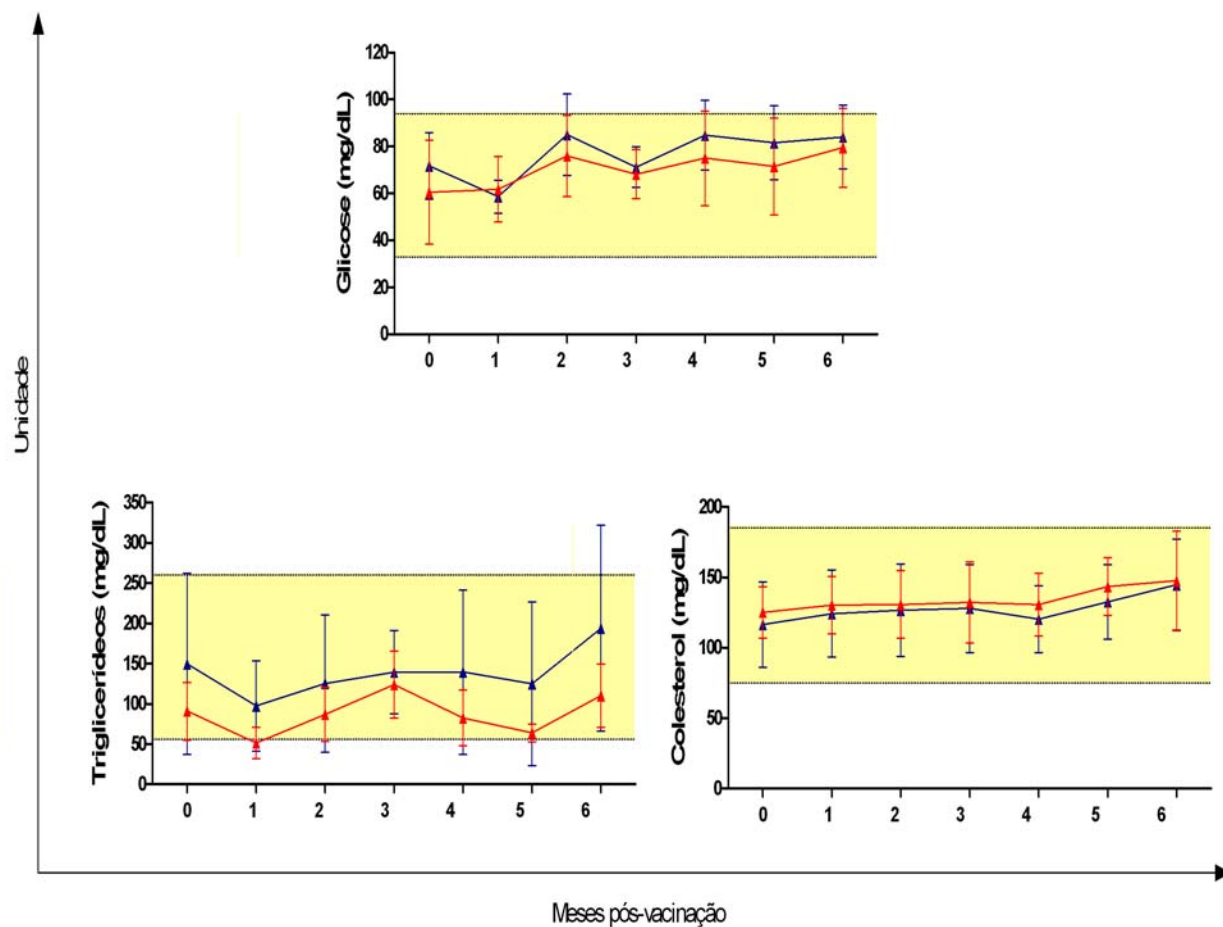 Unidade
Glicose (mg/dL)
120
100
80
60
40
20
0
0 1 2 3 4 5 6
Triglicerídeos (mg/dL)
350
300
250
200
150
100
50
0
0 1 2 3 4 5 6
Colesterol (mg/dL)
200
150
100
50
0
0 1 2 3 4 5 6
Meses pós-vacinação